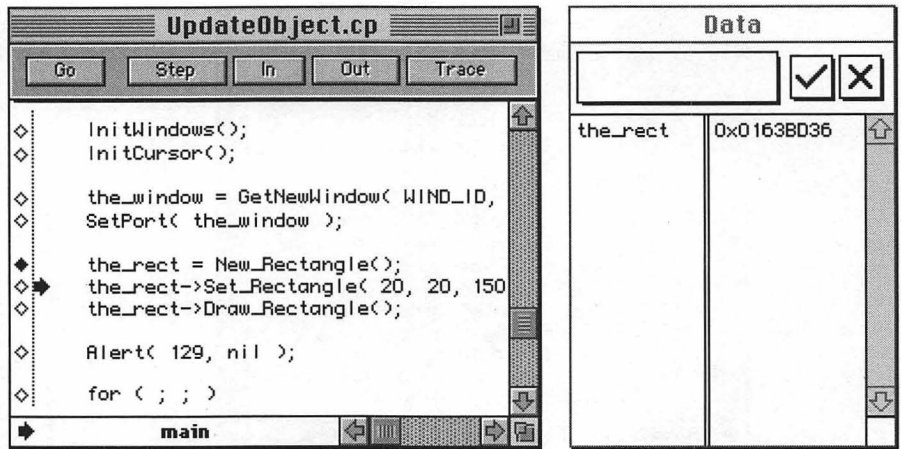 UpdateObject.cp
Go Step In Out Trace
InitWindows();
InitCursor();
the_window = GetNewWindow( WIND_ID,
SetPort( the_window );
the_rect = New_Rectangle();
the_rect->Set_Rectangle( 20, 20, 150
the_rect->Draw_Rectangle();
Alert( 129, nil );
for ( ; ; )
main
Data
the_rect 0x0163BD36